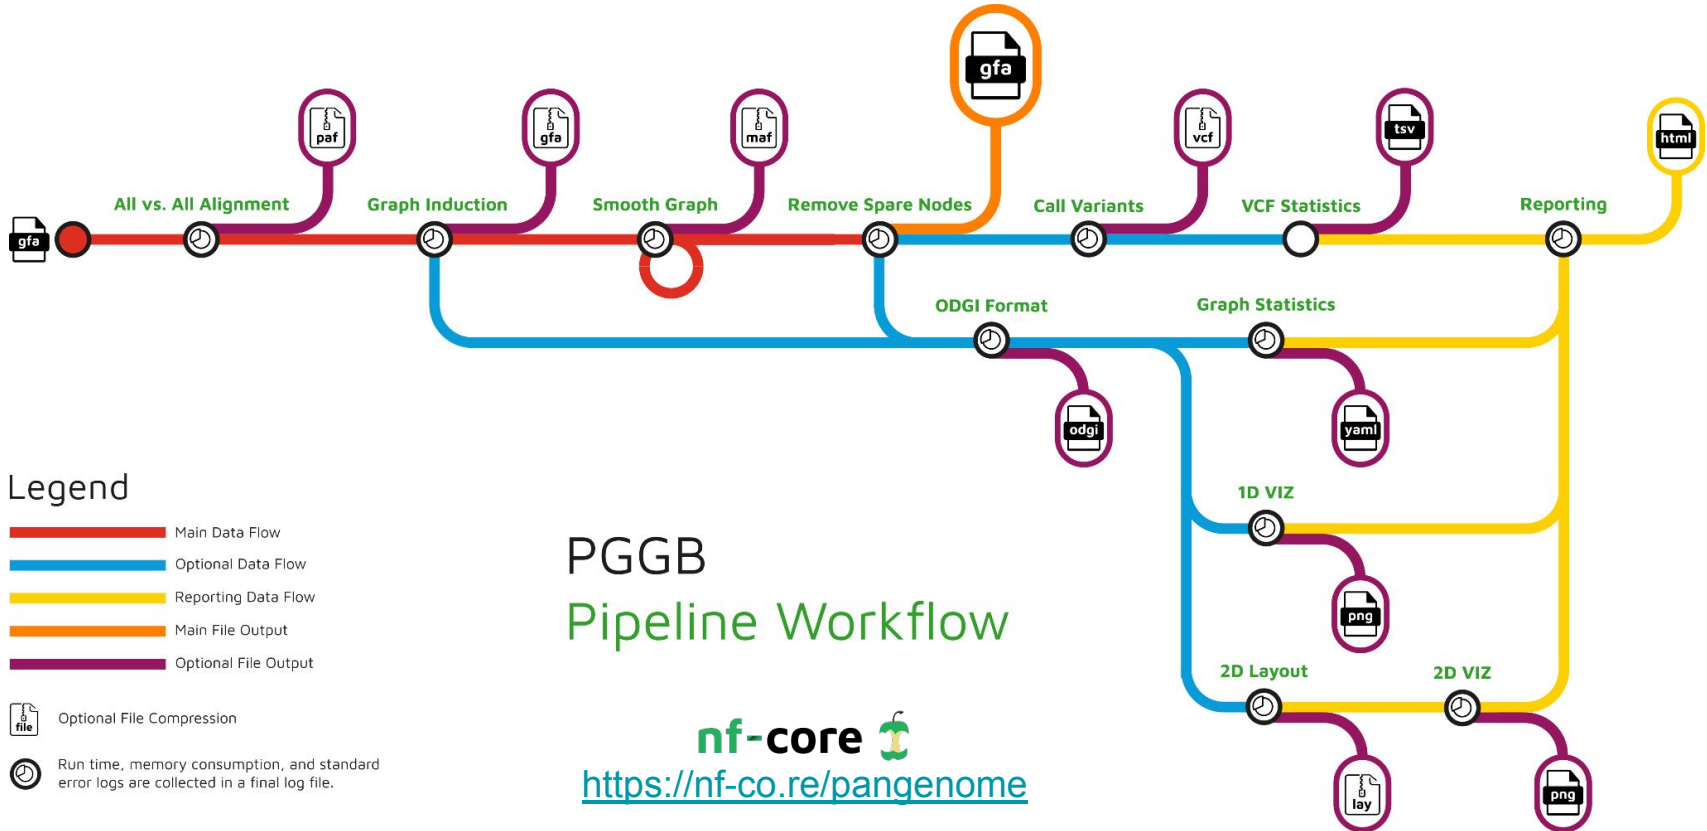 gfa
paf
gfa
maf
vcf
tsv
html
All vs. All Alignment
Graph Induction
Smooth Graph
Remove Spare Nodes
Call Variants
VCF Statistics
Reporting
gfa
ODGI Format
Graph Statistics
odgi
yaml
Legend
Main Data Flow
Optional Data Flow
Reporting Data Flow
Main File Output
Optional File Output
file
Optional File Compression
Run time, memory consumption, and standard
error logs are collected in a final log file.
PGGB
Pipeline Workflow
nf-core
https://nf-co.re/pangenome
1D VIZ
png
2D Layout
2D VIZ
lay
png